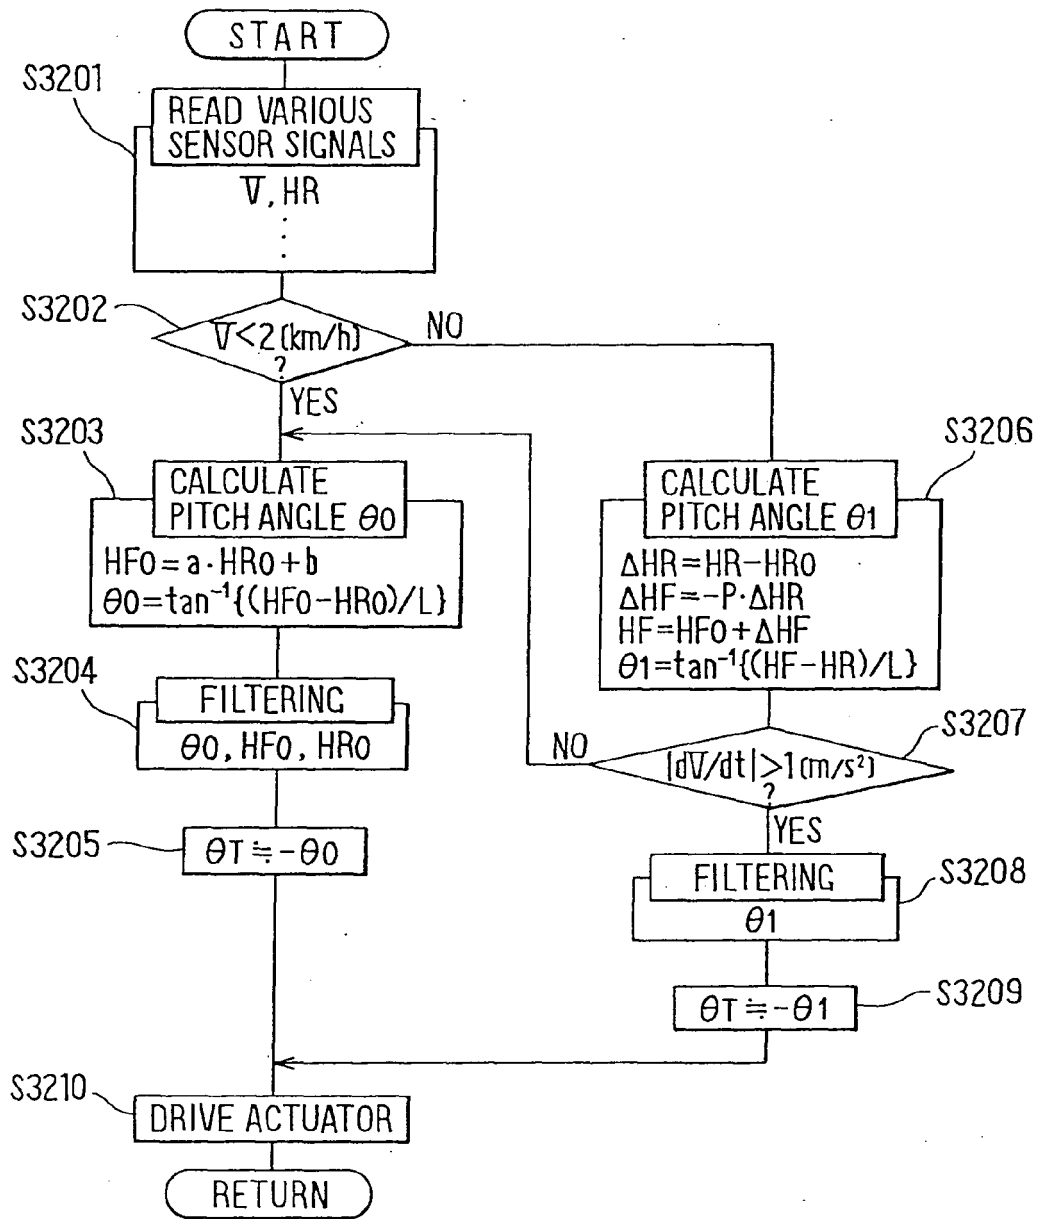 START
S3201
READ VARIOUS
SENSOR SIGNALS
V, HR
S3202
V<2(km/h)
?
NO
YES
S3203
CALCULATE
PITCH ANGLE θ0
HF0=a·HR0+b
θ0=tan⁻¹{(HF0-HR0)/L}
S3206
CALCULATE
PITCH ANGLE θ1
ΔHR=HR-HR0
ΔHF=-P·ΔHR
HF=HF0+ΔHF
θ1=tan⁻¹{(HF-HR)/L}
S3204
FILTERING
θ0, HF0, HR0
S3207
NO
|dV/dt|>1(m/s²)
?
YES
S3205
θT≒-θ0
S3208
FILTERING
θ1
S3209
θT≒-θ1
S3210
DRIVE ACTUATOR
RETURN